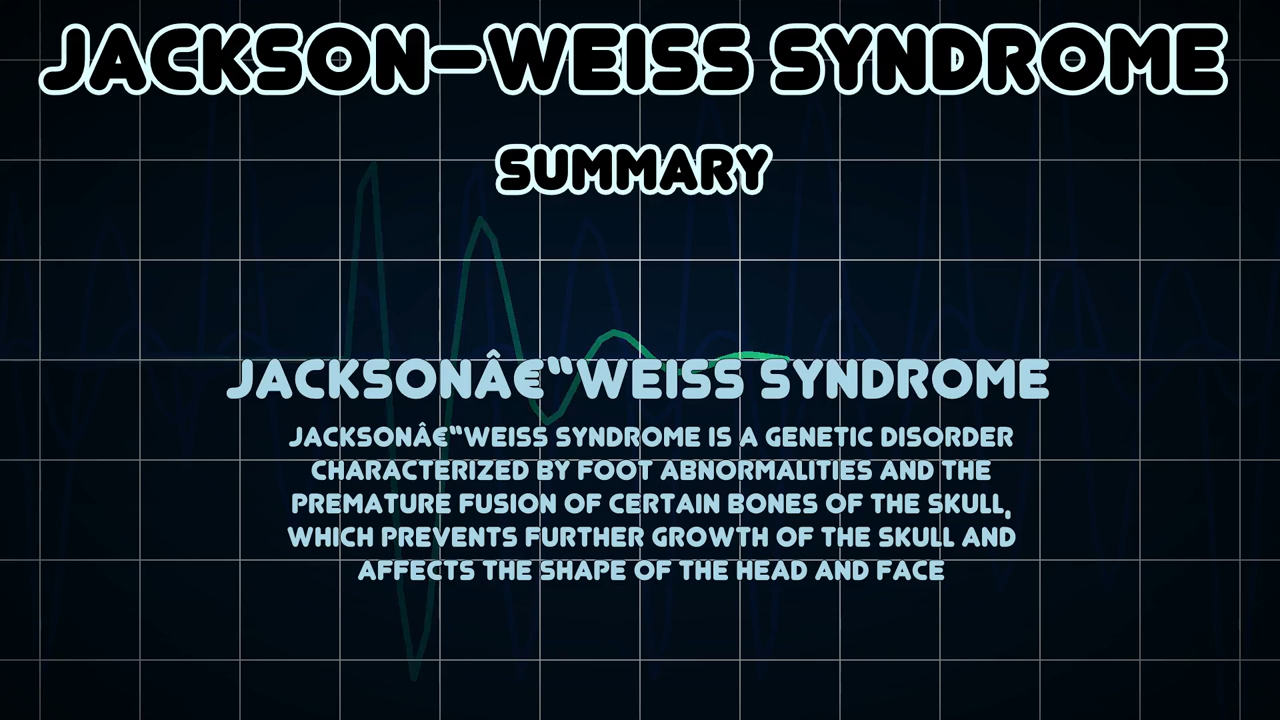 JACKSON–WEISS SYNDROME
SUMMARY
JACKSONÂ€“WEISS SYNDROME
JACKSONÂ€“WEISS SYNDROME IS A GENETIC DISORDER
CHARACTERIZED BY FOOT ABNORMALITIES AND THE
PREMATURE FUSION OF CERTAIN BONES OF THE SKULL,
WHICH PREVENTS FURTHER GROWTH OF THE SKULL AND
AFFECTS THE SHAPE OF THE HEAD AND FACE